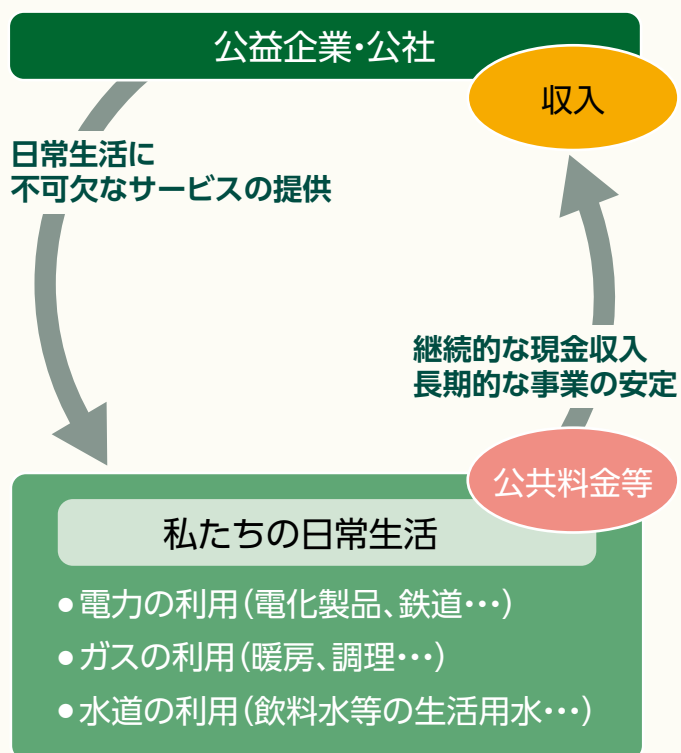 公益企業・公社
収入
日常生活に
不可欠なサービスの提供
継続的な現金収入
長期的な事業の安定
公共料金等
私たちの日常生活
●電力の利用（電化製品、鉄道・・・）
●ガスの利用（暖房、調理・・・）
●水道の利用（飲料水等の生活用水・・・）